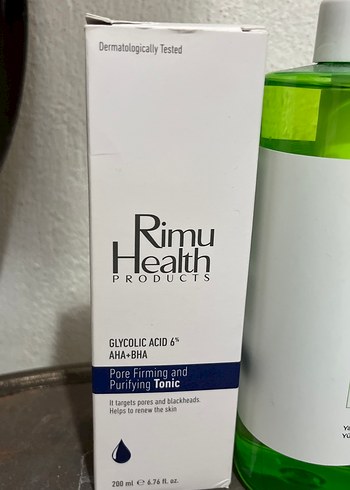 Dermatologically Tested
Rimu
Health
PRODUCTS
GLYCOLIC ACID 6%
AHA+BHA
Pore Firming and
Purifying Tonic
It targets pores and blackheads
Helps to renew the skin
200 ml ℮ 6.76 fl. oz.